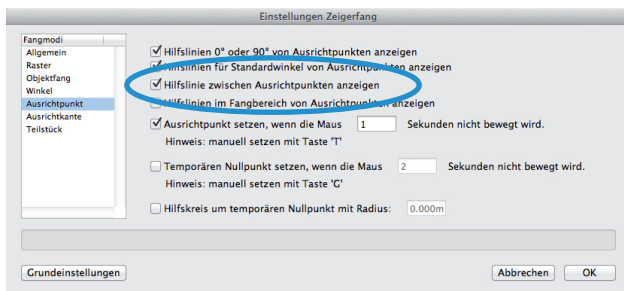 Einstellungen Zeigerfang
Fangmodi
Allgemein
Raster
Objektfang
Winkel
Ausrichtpunkt
Ausrichtkante
Teilstück
Hilfslinien 0° oder 90° von Ausrichtpunkten anzeigen
Hilfslinien für Standardwinkel von Ausrichtpunkten anzeigen
Hilfslinie zwischen Ausrichtpunkten anzeigen
Hilfslinien im Fangbereich von Ausrichtpunkten anzeigen
Ausrichtpunkt setzen, wenn die Maus 1 Sekunden nicht bewegt wird.
Hinweis: manuell setzen mit Taste 'T'
Temporären Nullpunkt setzen, wenn die Maus 2 Sekunden nicht bewegt wird.
Hinweis: manuell setzen mit Taste 'G'
Hilfskreis um temporären Nullpunkt mit Radius: 0.000m
Grundeinstellungen Abbrechen OK